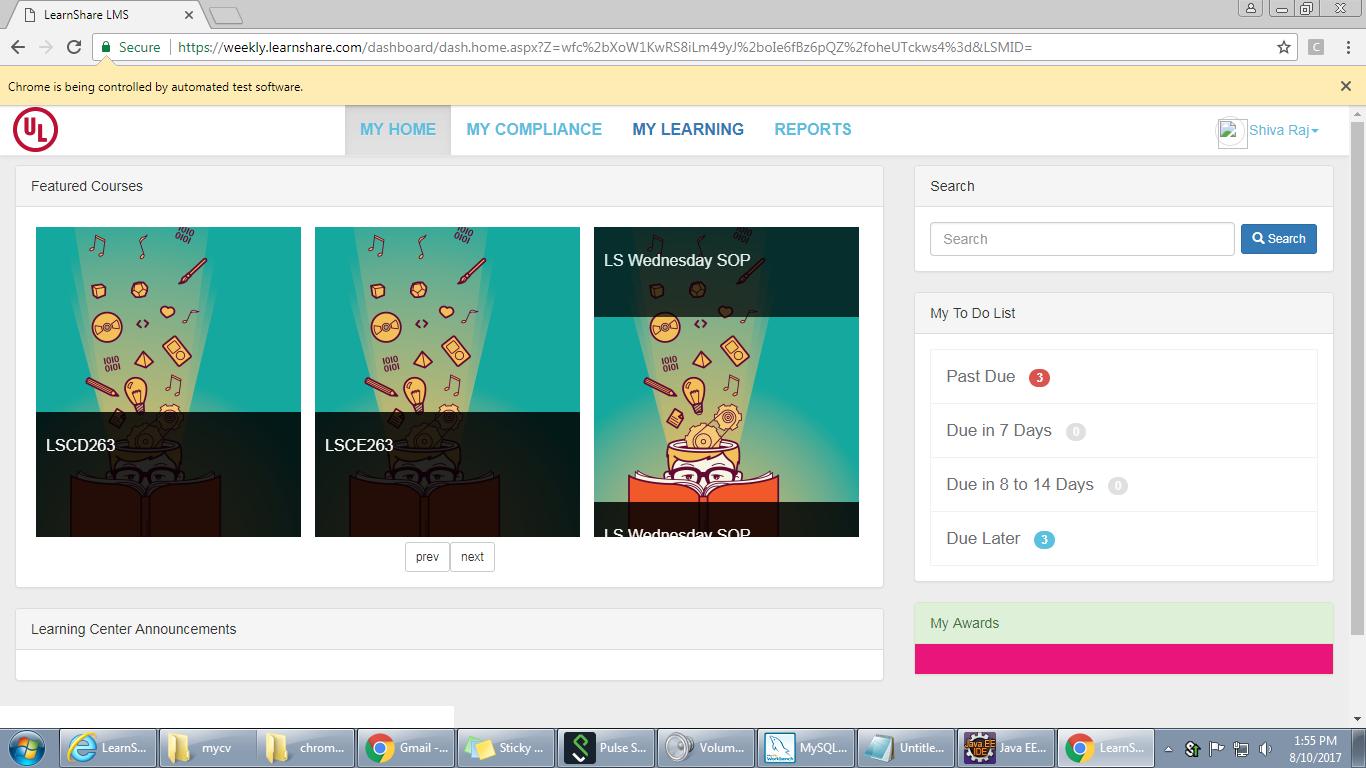 LearnShare LMS
Secure https://weekly.learnshare.com/dashboard/dash.home.aspx?Z=wfc%2bXoW1KwRS8iLm49yJ%2boIe6fBz6pQZ%2foheUTckws4%3d&LSMID=
C
Chrome is being controlled by automated test software.
UL
MY HOME MY COMPLIANCE MY LEARNING REPORTS
Shiva Raj
Featured Courses
LSCD263
LSCE263
LS Wednesday SOP
LS Wednesday SOP
prev next
Learning Center Announcements
Search
Search Search
My To Do List
Past Due 3
Due in 7 Days 0
Due in 8 to 14 Days 0
Due Later 3
My Awards
LearnS... mycv chrom... Gmail -... Sticky ... Pulse S... Volum... MySQL... Untitle... Java EE... LearnS...
1:55 PM
8/10/2017